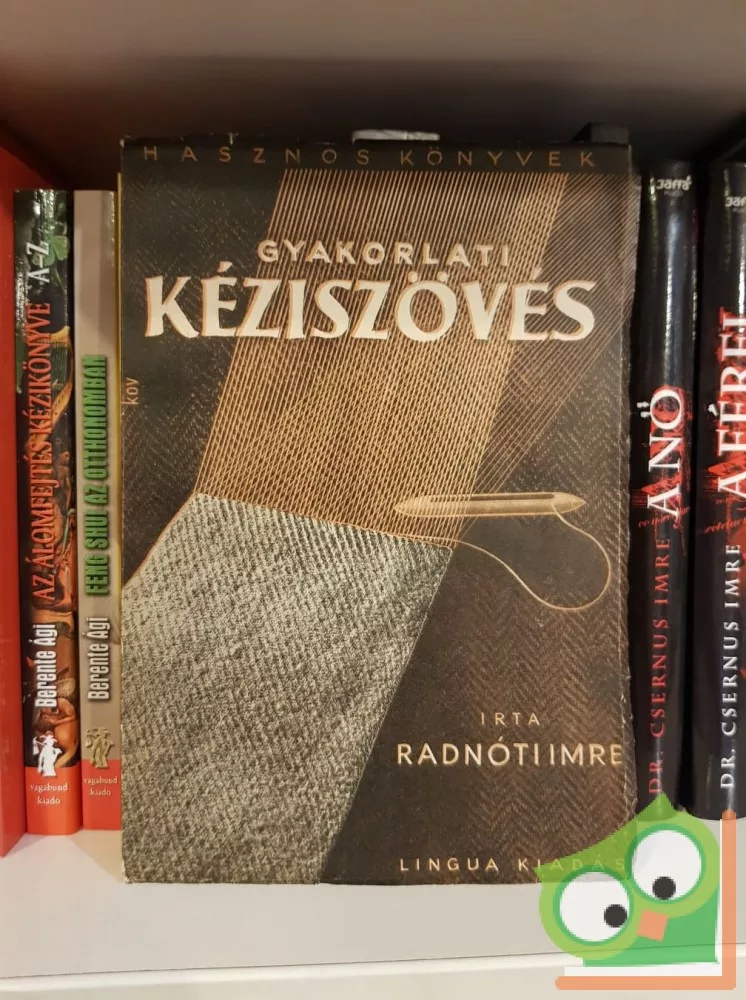 HASZNOS KÖNYVEK
GYAKORLATI
KÉZISZÖVÉS
kov
IRTA
RADNÓTI IMRE
LINGUA KIADÁS
Berente Ági AZ ÁLOMFEJTÉS KÉZIKÖNYVE A-Z
vagabund
kiadó
Berente Ági FENG SHUI AZ OTTHONOMBAN
vagabund
kiadó
Jaffa
DR. CSERNUS IMRE A NŐ
Jaffa
DR. CSERNUS IMRE A FÉRFI